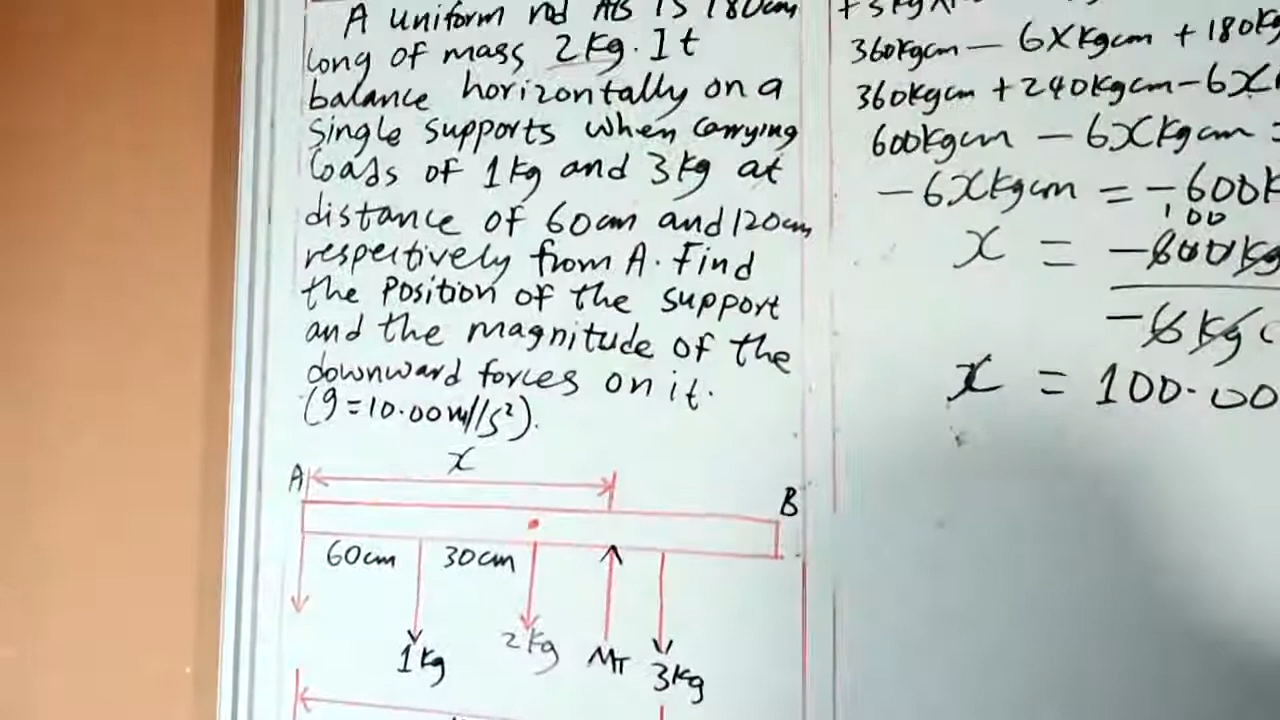 A uniform rod AB is 180cm
long of mass 2Kg. It
balance horizontally on a
single supports when carrying
loads of 1Kg and 3Kg at
distance of 60cm and 120cm
respectively from A. Find
the position of the support
and the magnitude of the
downward forces on it.
(g=10.00m/s²).
x
A
B
60cm 30cm
1Kg 2Kg MT 3Kg
360Kgcm - 6xKgcm + 180Kg
360Kgcm + 240Kgcm - 6x
600Kgcm - 6xKgcm =
-6xKgcm = -600K
100
x = -600Kg
-6Kg
x = 100.00